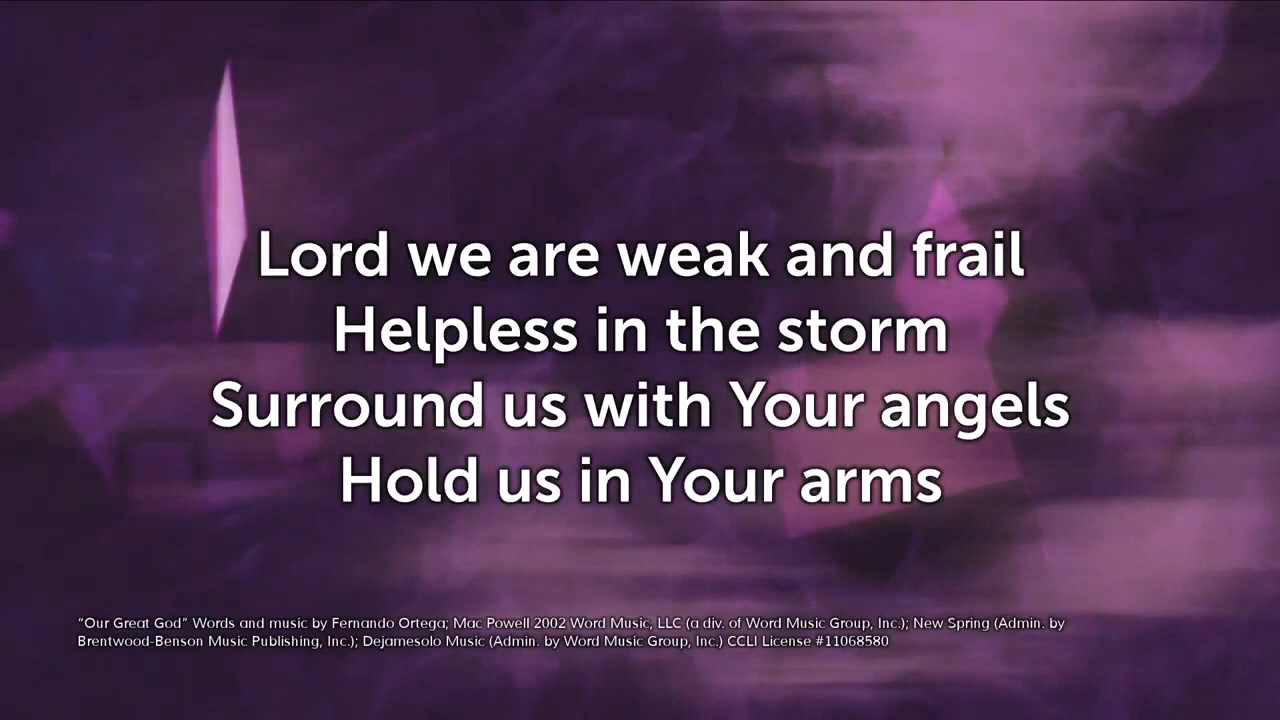 Lord we are weak and frail
Helpless in the storm
Surround us with Your angels
Hold us in Your arms
“Our Great God” Words and music by Fernando Ortega; Mac Powell 2002 Word Music, LLC (a div. of Word Music Group, Inc.); New Spring (Admin. by
Brentwood-Benson Music Publishing, Inc.); Dejamesolo Music (Admin. by Word Music Group, Inc.) CCLI License #11068580